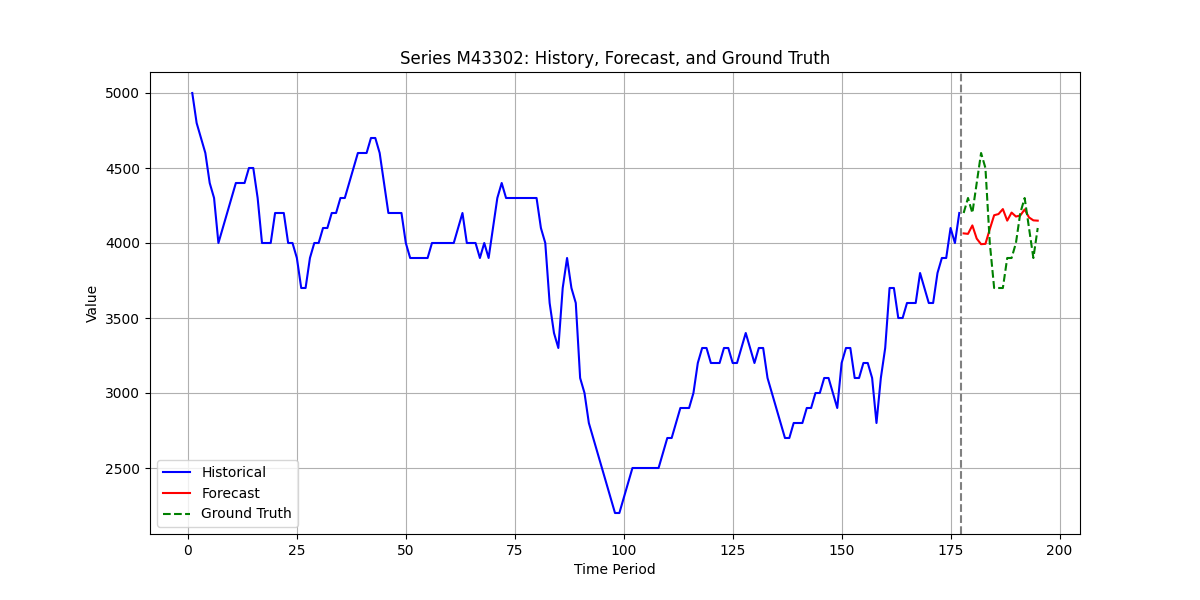 Series M43302: History, Forecast, and Ground Truth
5000
4500
4000
3500
3000
2500
Value
Historical
Forecast
Ground Truth
0
25
50
75
100
125
150
175
200
Time Period